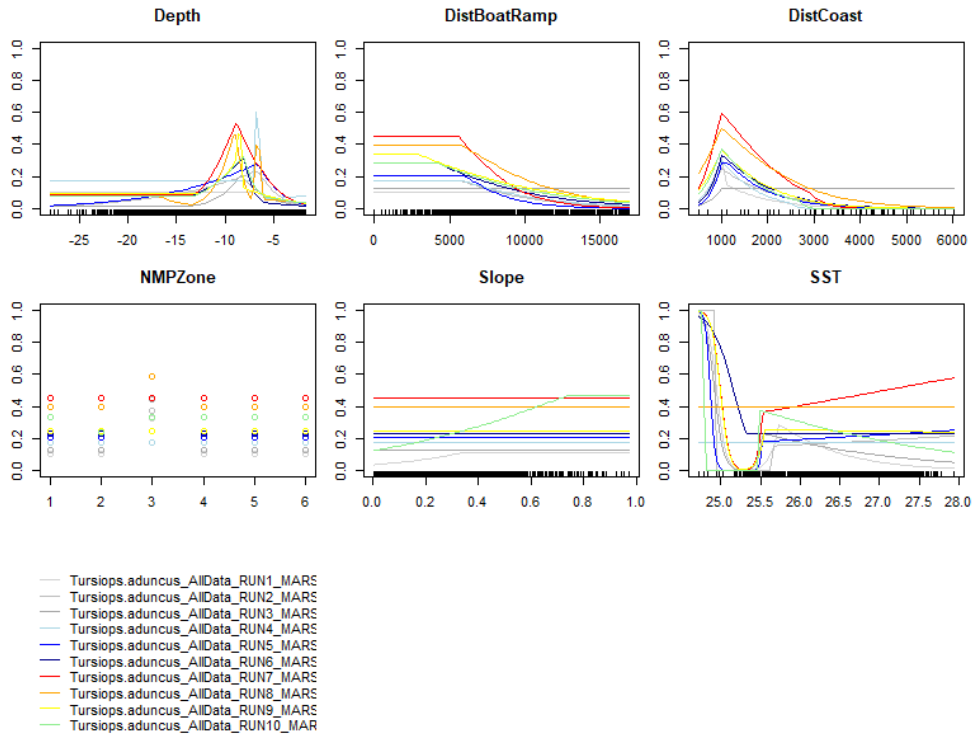 Depth DistBoatRamp DistCoast
0.0 0.2 0.4 0.6 0.8 1.0 0.0 0.2 0.4 0.6 0.8 1.0 0.0 0.2 0.4 0.6 0.8 1.0
-25 -20 -15 -10 -5 0 5000 10000 15000 1000 2000 3000 4000 5000 6000
NMPZone Slope SST
0.0 0.2 0.4 0.6 0.8 1.0 0.0 0.2 0.4 0.6 0.8 1.0 0.0 0.2 0.4 0.6 0.8 1.0
1 2 3 4 5 6 0.0 0.2 0.4 0.6 0.8 1.0 25.0 25.5 26.0 26.5 27.0 27.5 28.0
Tursiops.aduncus_AllData_RUN1_MARS
Tursiops.aduncus_AllData_RUN2_MARS
Tursiops.aduncus_AllData_RUN3_MARS
Tursiops.aduncus_AllData_RUN4_MARS
Tursiops.aduncus_AllData_RUN5_MARS
Tursiops.aduncus_AllData_RUN6_MARS
Tursiops.aduncus_AllData_RUN7_MARS
Tursiops.aduncus_AllData_RUN8_MARS
Tursiops.aduncus_AllData_RUN9_MARS
Tursiops.aduncus_AllData_RUN10_MAR